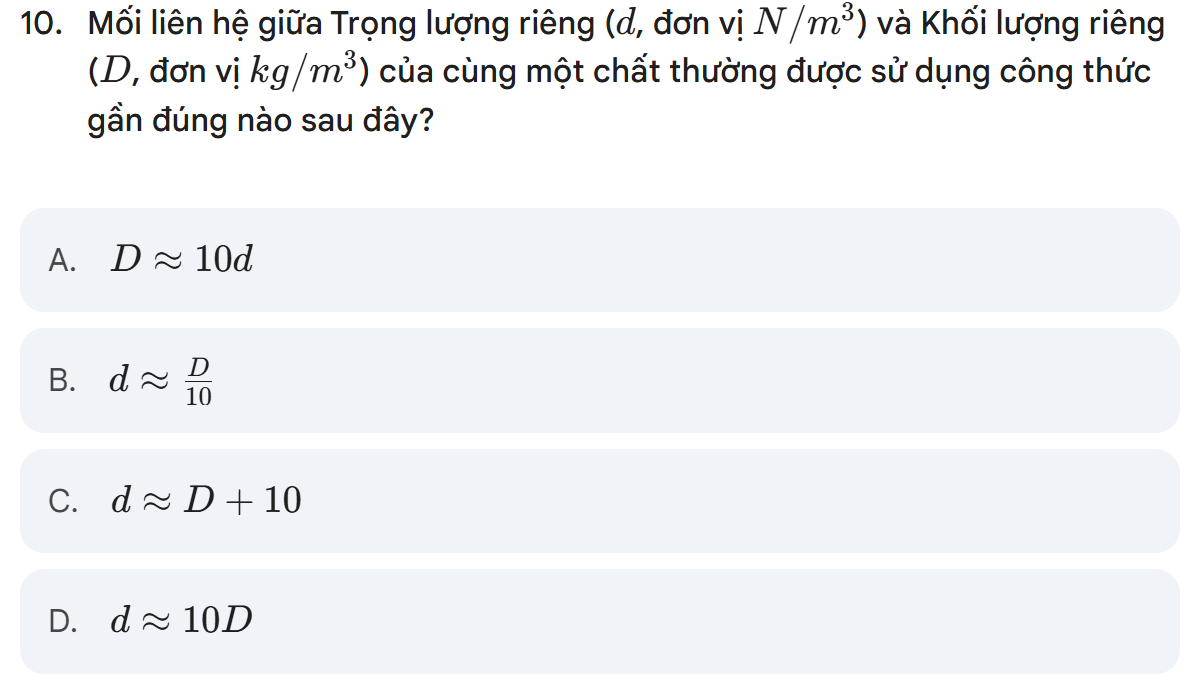 10. Mối liên hệ giữa Trọng lượng riêng (d, đơn vị N/m³) và Khối lượng riêng
(D, đơn vị kg/m³) của cùng một chất thường được sử dụng công thức
gần đúng nào sau đây?
A. D ≈ 10d
B. d ≈ D/10
C. d ≈ D + 10
D. d ≈ 10D